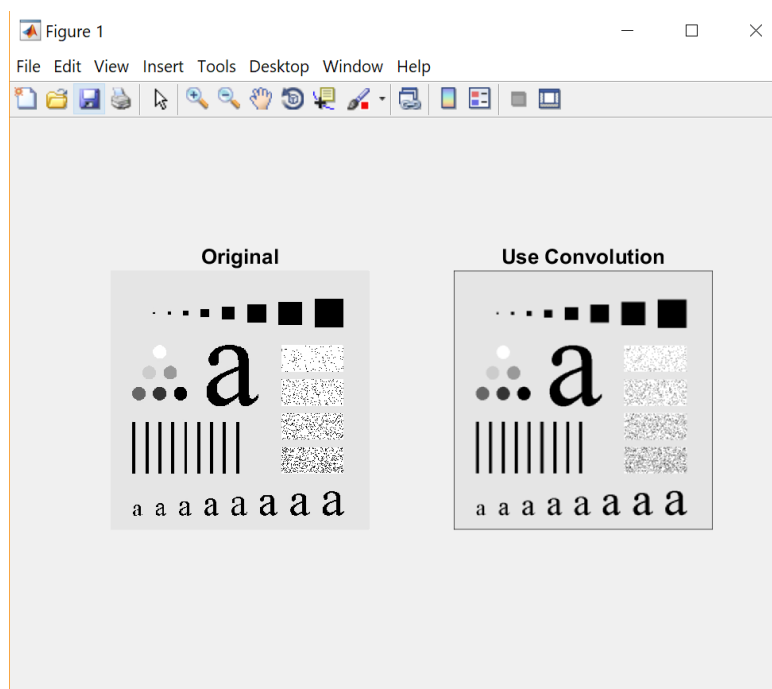 Figure 1
File Edit View Insert Tools Desktop Window Help
Original
Use Convolution
a
a
a a a a a a a a
a a a a a a a a